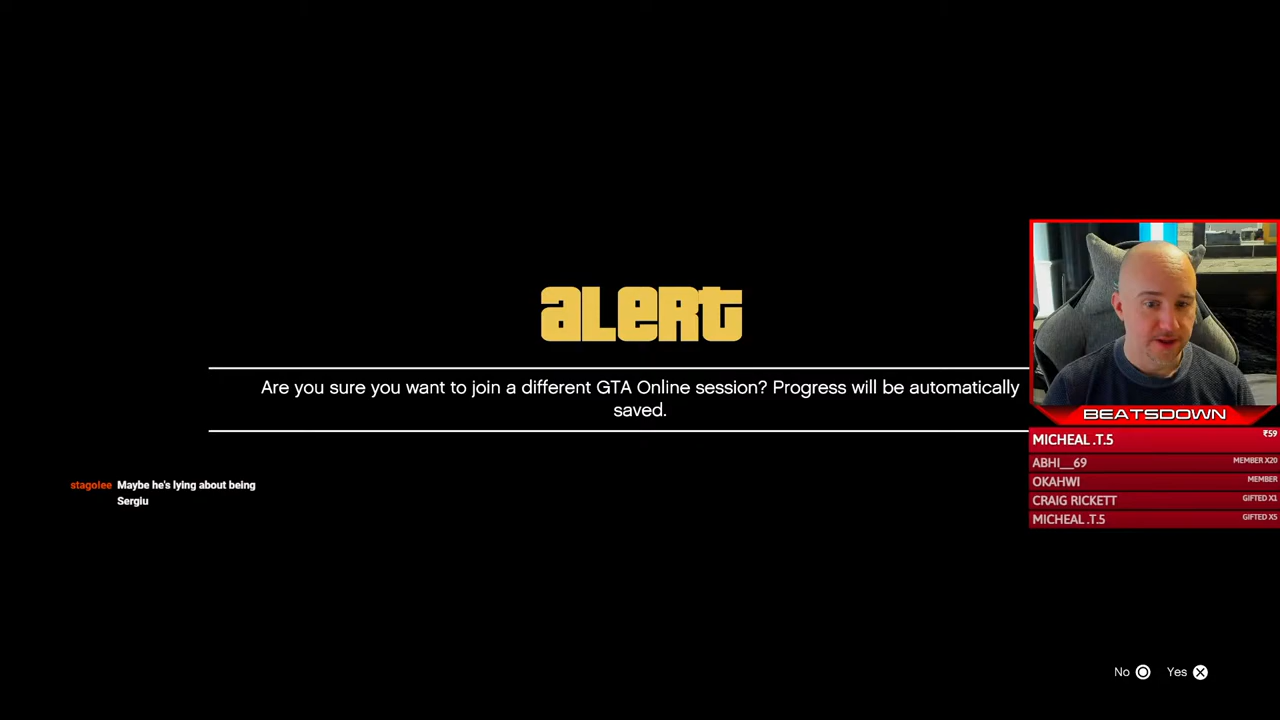 aLeRt
Are you sure you want to join a different GTA Online session? Progress will be automatically
saved.
stagolee Maybe he's lying about being
Sergiu
BEATSDOWN
MICHEAL .T.5 ₹59
ABHI__69 MEMBER X20
OKAHWI MEMBER
CRAIG RICKETT GIFTED X1
MICHEAL .T.5 GIFTED X5
No Yes